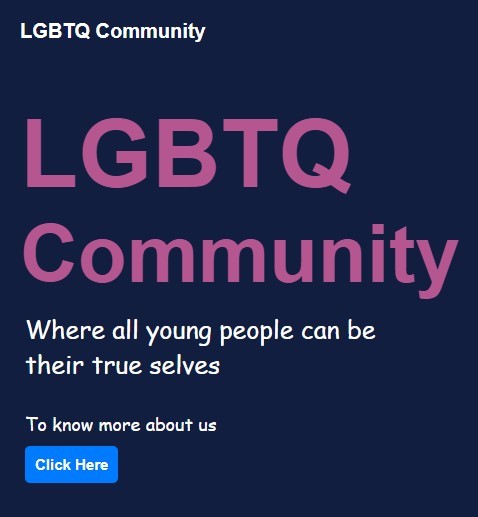 LGBTQ Community
LGBTQ
Community
Where all young people can be
their true selves
To know more about us
Click Here